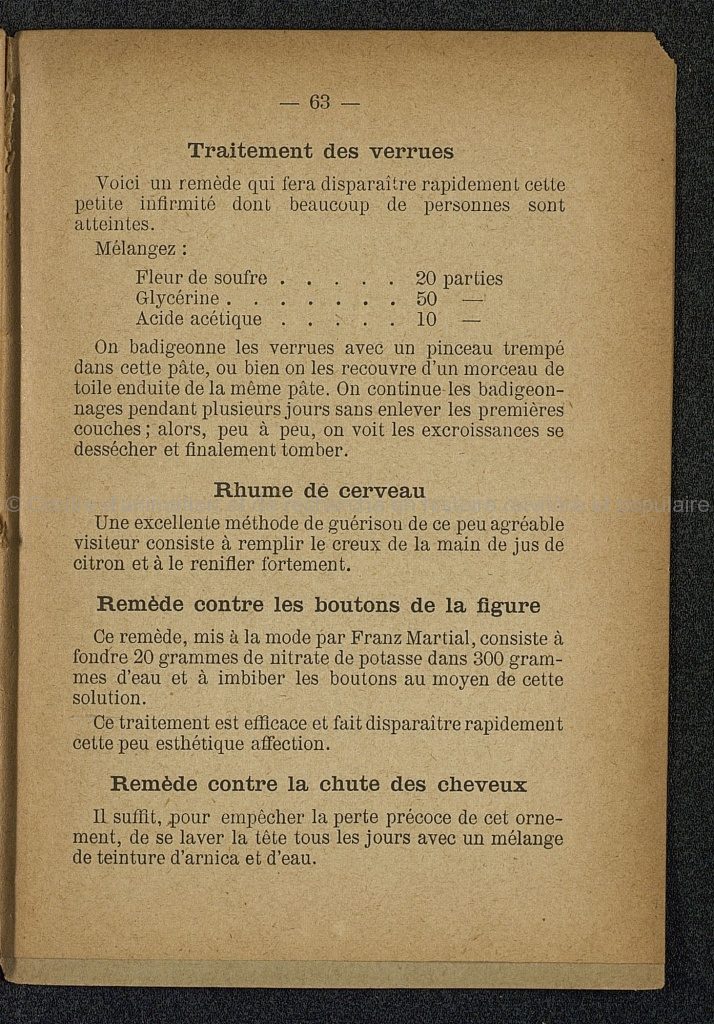 — 63 —
Traitement des verrues
Voici un remède qui fera disparaître rapidement cette
petite infirmité dont beaucoup de personnes sont
atteintes.
Mélangez :
Fleur de soufre . . . . . 20 parties
Glycérine . . . . . . . 50 —
Acide acétique . . . . . 10 —
On badigeonne les verrues avec un pinceau trempé
dans cette pâte, ou bien on les recouvre d'un morceau de
toile enduite de la même pâte. On continue les badigeon-
nages pendant plusieurs jours sans enlever les premières
couches ; alors, peu à peu, on voit les excroissances se
dessécher et finalement tomber.
Rhume de cerveau
Une excellente méthode de guérison de ce peu agréable
visiteur consiste à remplir le creux de la main de jus de
citron et à le renifler fortement.
Remède contre les boutons de la figure
Ce remède, mis à la mode par Franz Martial, consiste à
fondre 20 grammes de nitrate de potasse dans 300 gram-
mes d'eau et à imbiber les boutons au moyen de cette
solution.
Ce traitement est efficace et fait disparaître rapidement
cette peu esthétique affection.
Remède contre la chute des cheveux
Il suffit, pour empêcher la perte précoce de cet orne-
ment, de se laver la tête tous les jours avec un mélange
de teinture d'arnica et d'eau.